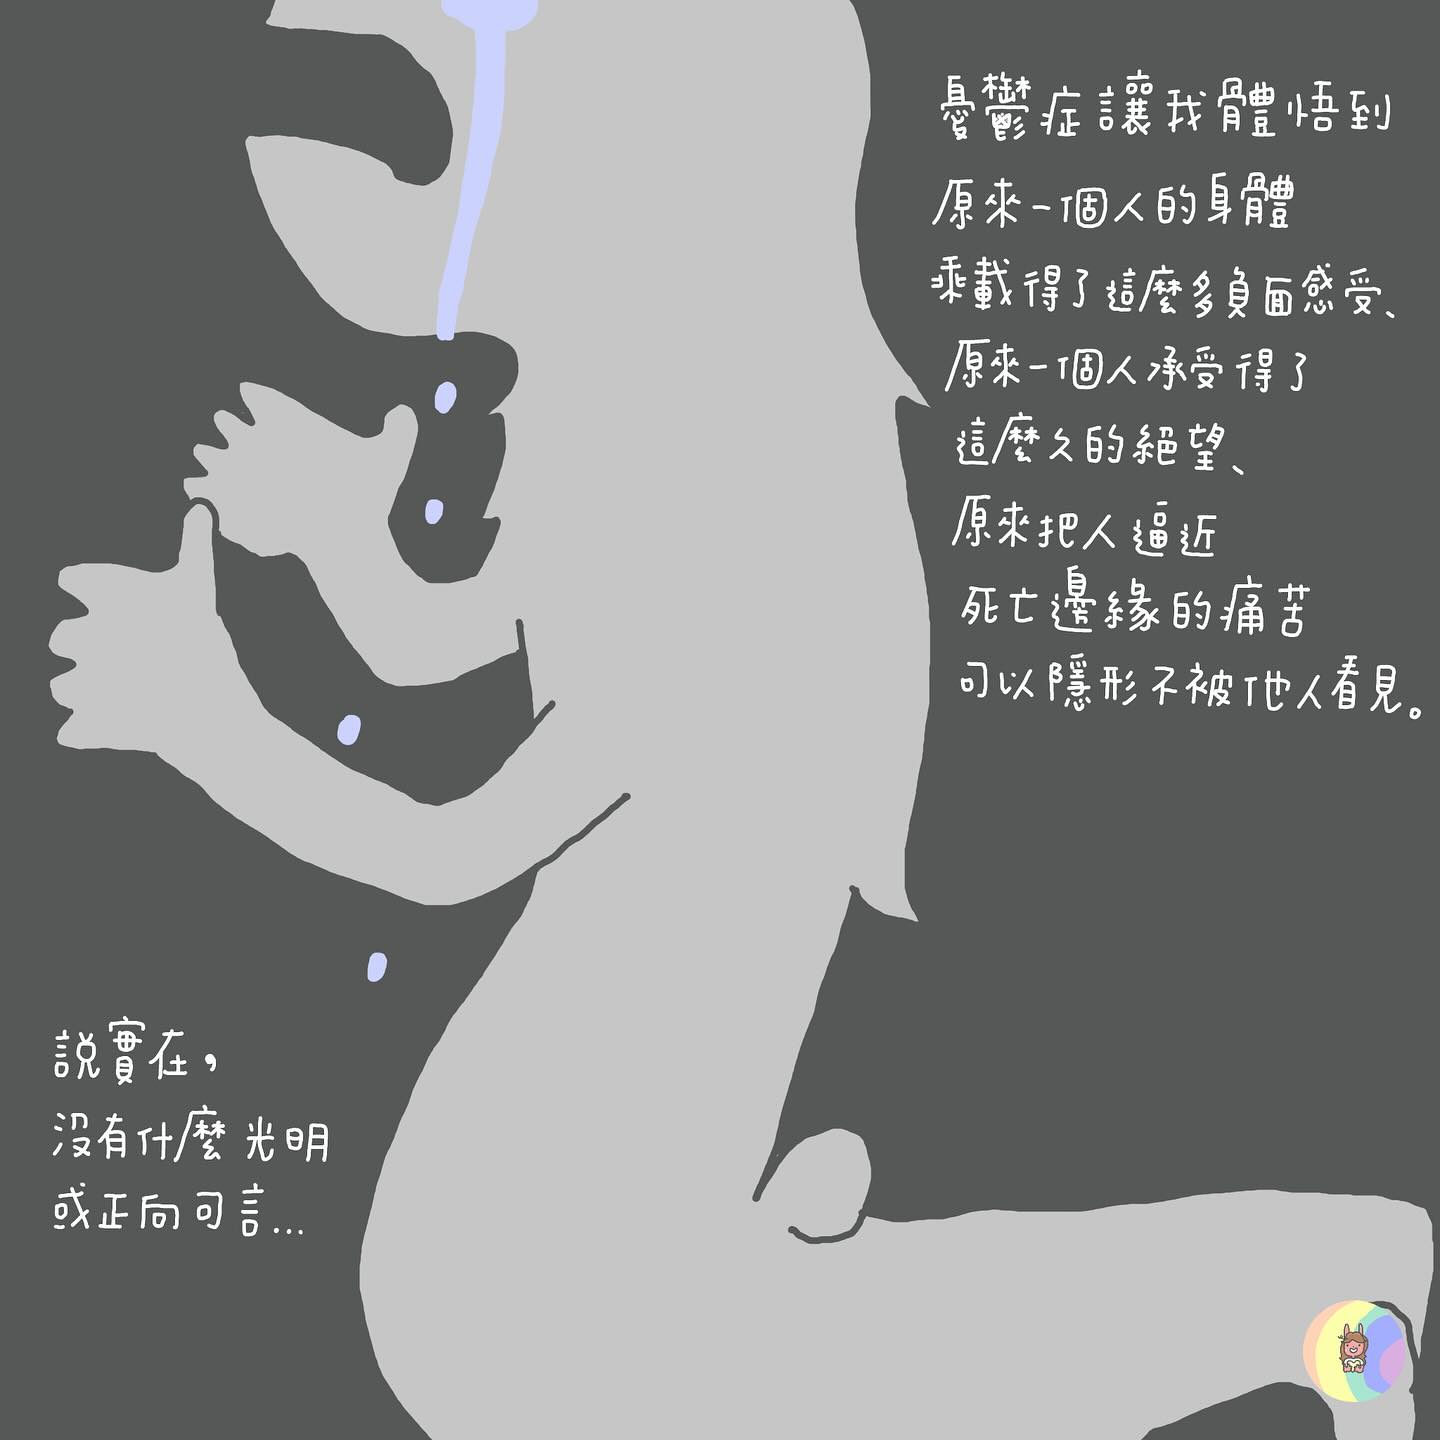 憂鬱症讓我體悟到
原來一個人的身體
乘載得了這麼多負面感受、
原來一個人承受得了
這麼久的絕望、
原來把人逼近
死亡邊緣的痛苦
可以隱形不被他人看見。
說實在，
沒有什麼光明
或正向可言...